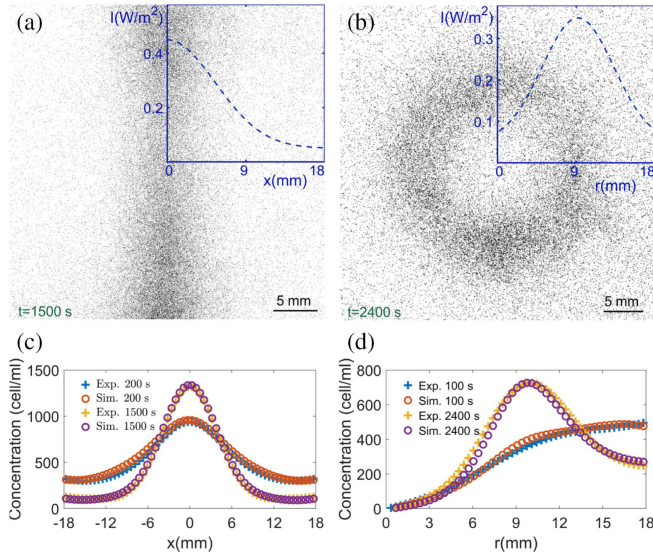 (a)
I(W/m²)
0.4
0.2
0
9
18
x(mm)
t=1500 s
5 mm
(b)
I(W/m²)
0.3
0.2
0.1
0
9
18
r(mm)
t=2400 s
5 mm
(c)
1500
1000
500
0
Concentration (cell/ml)
Exp. 200 s
Sim. 200 s
Exp. 1500 s
Sim. 1500 s
-18
-12
-6
0
6
12
18
x(mm)
(d)
800
600
400
200
0
Concentration (cell/ml)
Exp. 100 s
Sim. 100 s
Exp. 2400 s
Sim. 2400 s
0
3
6
9
12
15
18
r(mm)